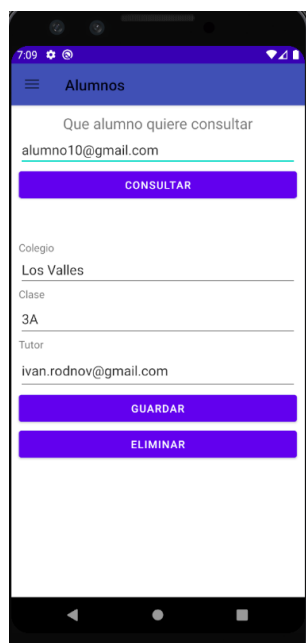 7:09
Alumnos
Que alumno quiere consultar
alumno10@gmail.com
CONSULTAR
Colegio
Los Valles
Clase
3A
Tutor
ivan.rodnov@gmail.com
GUARDAR
ELIMINAR